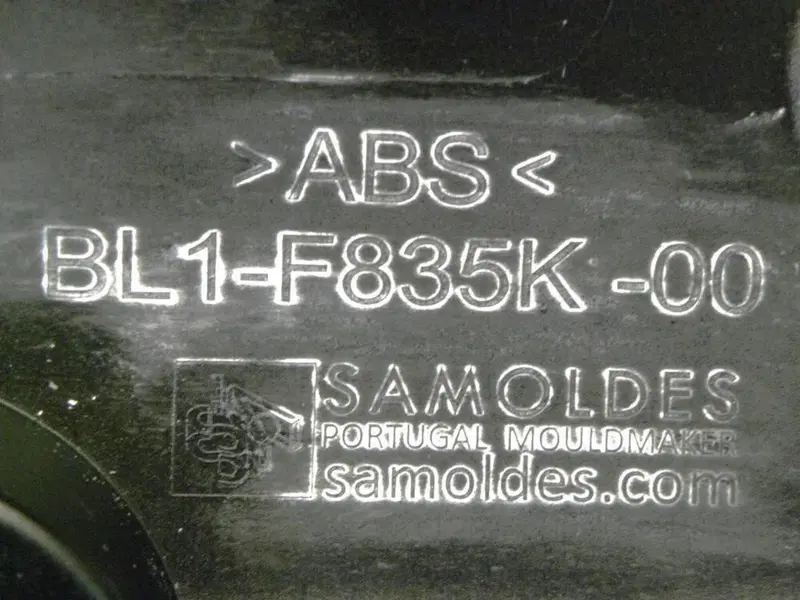 >ABS<
BL1-F835K-00
SAMOLDES
PORTUGAL MOULDMAKER
samoldes.com